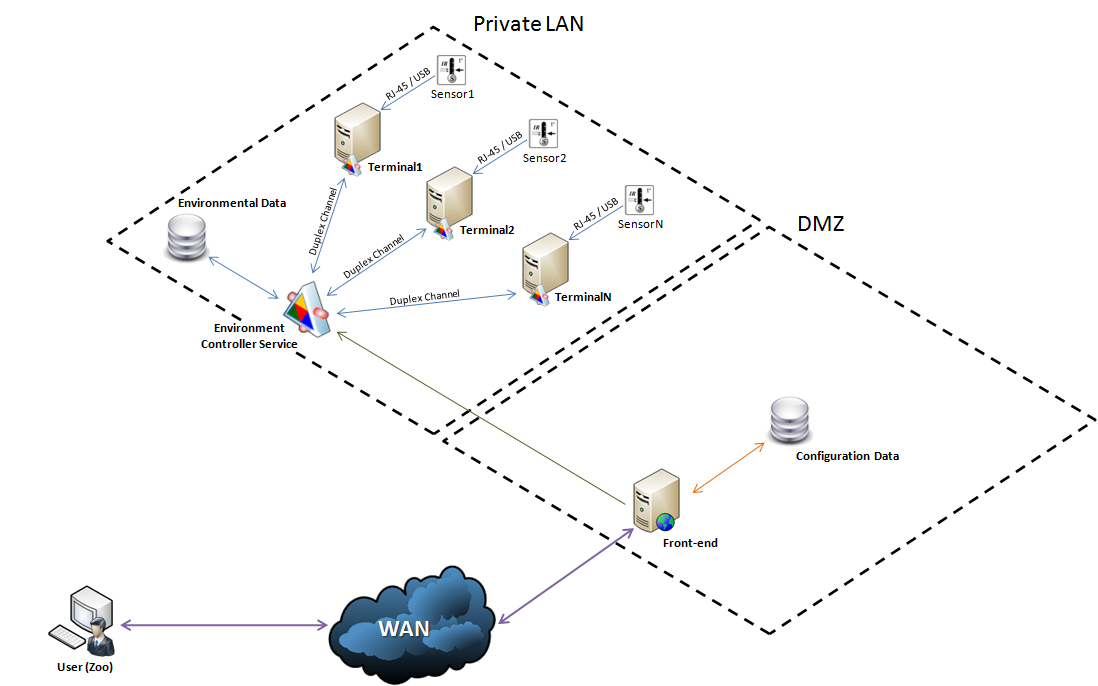 Private LAN
RJ-45 / USB
Sensor1
Terminal1
RJ-45 / USB
Sensor2
Terminal2
RJ-45 / USB
SensorN
TerminalN
Environmental Data
Duplex Channel
Duplex Channel
Duplex Channel
Environment
Controller Service
DMZ
Configuration Data
Front-end
WAN
User (Zoo)